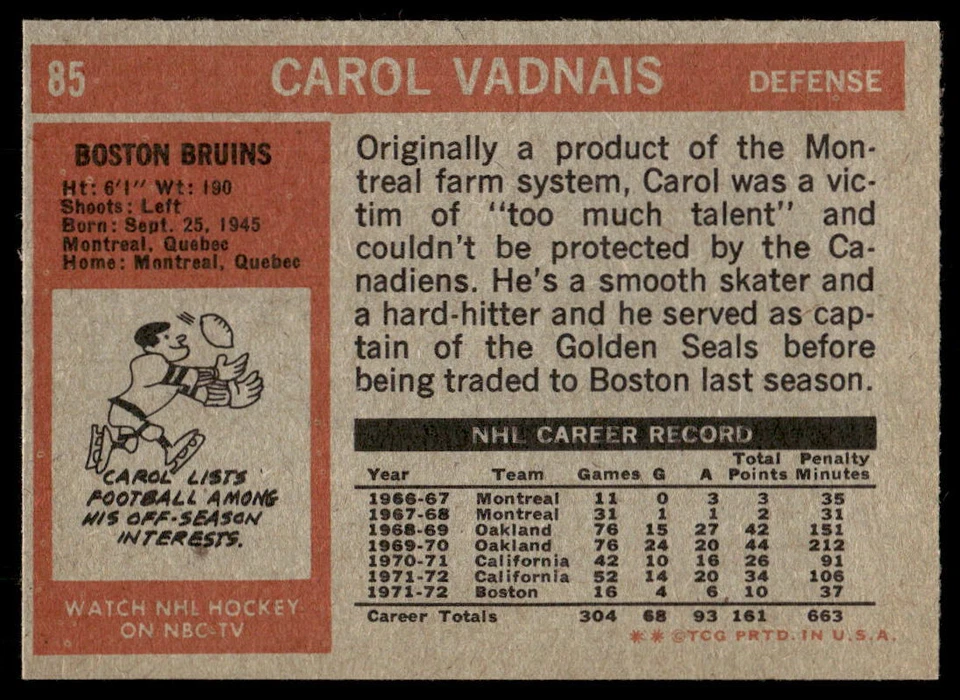 85 CAROL VADNAIS DEFENSE
BOSTON BRUINS
Ht: 6'1" Wt: 190
Shoots: Left
Born: Sept. 25, 1945
Montreal, Quebec
Home: Montreal, Quebec
CAROL LISTS
FOOTBALL AMONG
HIS OFF-SEASON
INTERESTS.
WATCH NHL HOCKEY
ON NBC-TV
Originally a product of the Mon-
treal farm system, Carol was a vic-
tim of "too much talent" and
couldn't be protected by the Ca-
nadiens. He's a smooth skater and
a hard-hitter and he served as cap-
tain of the Golden Seals before
being traded to Boston last season.
NHL CAREER RECORD
Year Team Games G A Total Points Penalty Minutes
1966-67 Montreal 11 0 3 3 35
1967-68 Montreal 31 1 1 2 31
1968-69 Oakland 76 15 27 42 151
1969-70 Oakland 76 24 20 44 212
1970-71 California 42 10 16 26 91
1971-72 California 52 14 20 34 106
1971-72 Boston 16 4 6 10 37
Career Totals 304 68 93 161 663
** ©TCG PRTD. IN U.S.A.